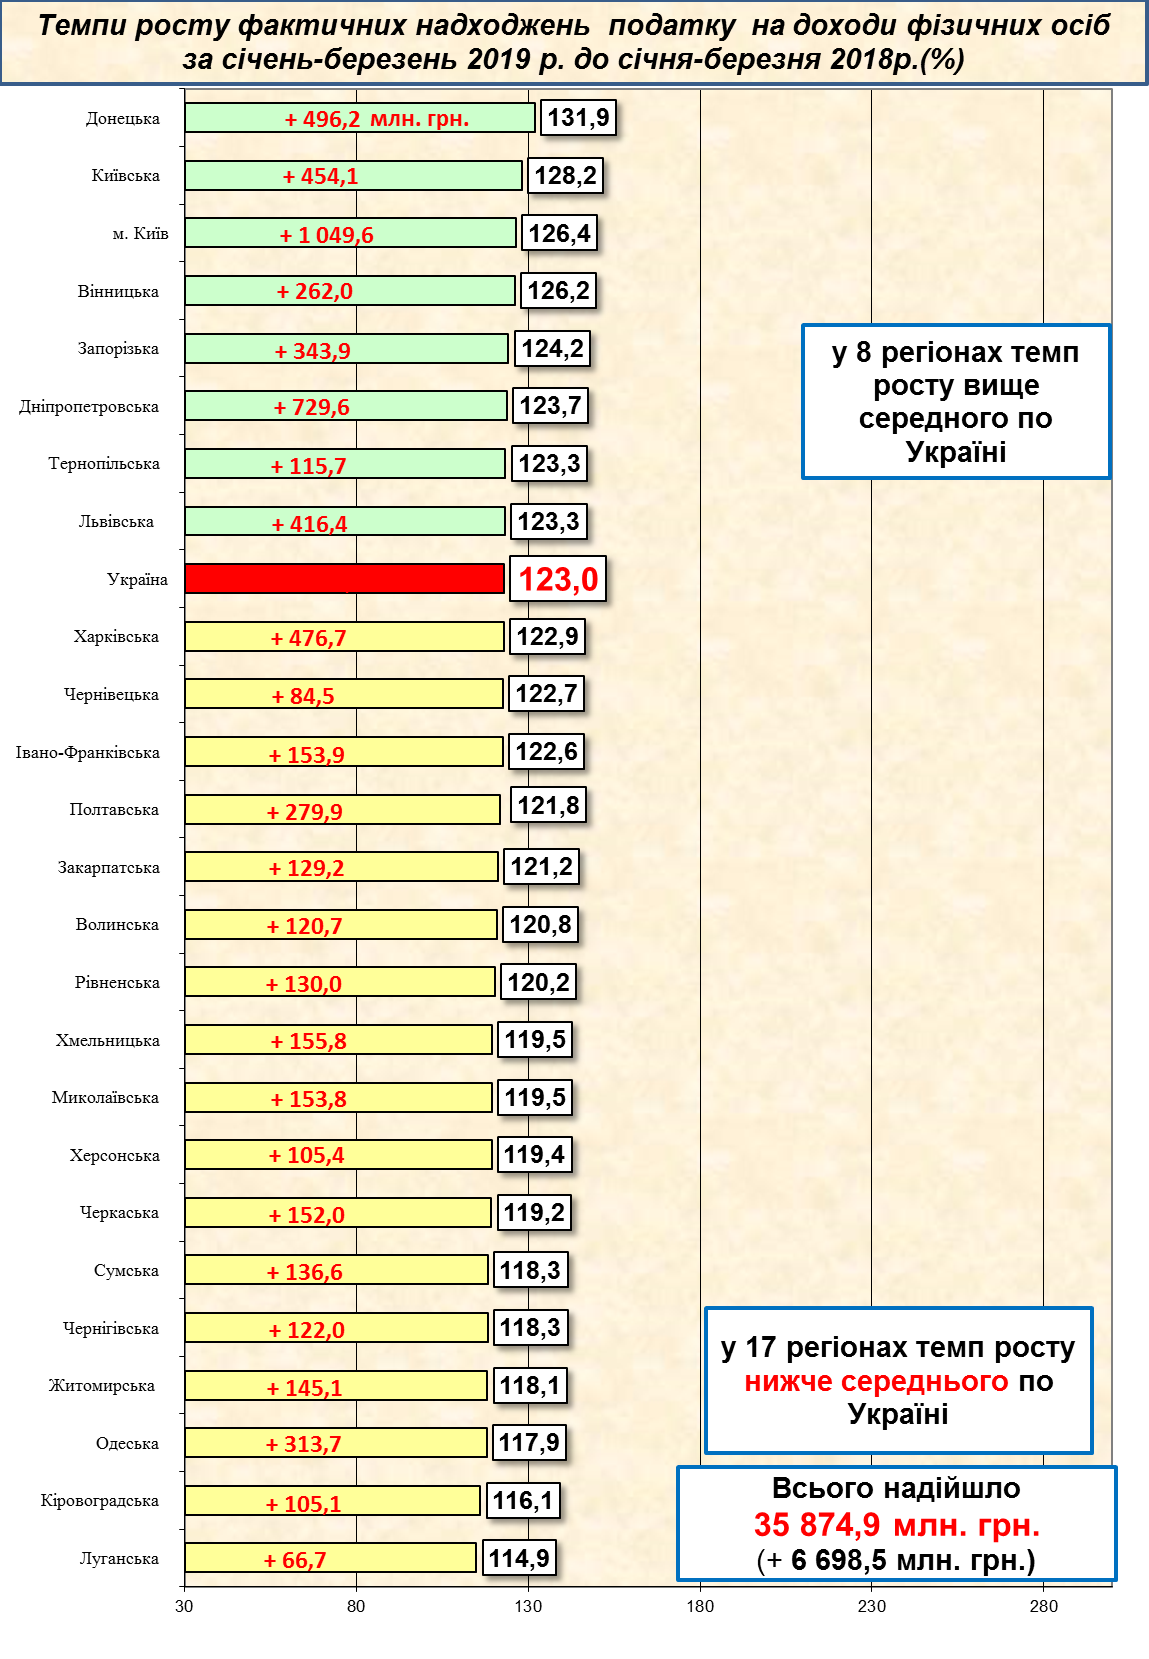 Темпи росту фактичних надходжень податку на доходи фізичних осіб
за січень-березень 2019 р. до січня-березня 2018р.(%)
Донецька + 496,2 млн. грн. 131,9
Київська + 454,1 128,2
м. Київ + 1 049,6 126,4
Вінницька + 262,0 126,2
Запорізька + 343,9 124,2
Дніпропетровська + 729,6 123,7
Тернопільська + 115,7 123,3
Львівська + 416,4 123,3
у 8 регіонах темп
росту вище
середного по
Україні
Україна 123,0
Харківська + 476,7 122,9
Чернівецька + 84,5 122,7
Івано-Франківська + 153,9 122,6
Полтавська + 279,9 121,8
Закарпатська + 129,2 121,2
Волинська + 120,7 120,8
Рівненська + 130,0 120,2
Хмельницька + 155,8 119,5
Миколаївська + 153,8 119,5
Херсонська + 105,4 119,4
Черкаська + 152,0 119,2
Сумська + 136,6 118,3
Чернігівська + 122,0 118,3
Житомирська + 145,1 118,1
Одеська + 313,7 117,9
Кіровоградська + 105,1 116,1
Луганська + 66,7 114,9
у 17 регіонах темп росту
нижче середнього по
Україні
Всього надійшло
35 874,9 млн. грн.
(+ 6 698,5 млн. грн.)
30 80 130 180 230 280